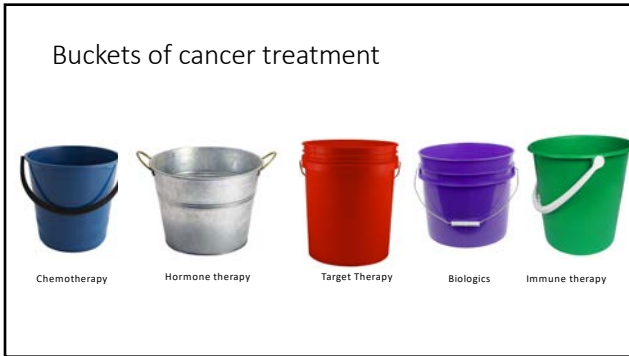 Buckets of cancer treatment
Chemotherapy
Hormone therapy
Target Therapy
Biologics
Immune therapy